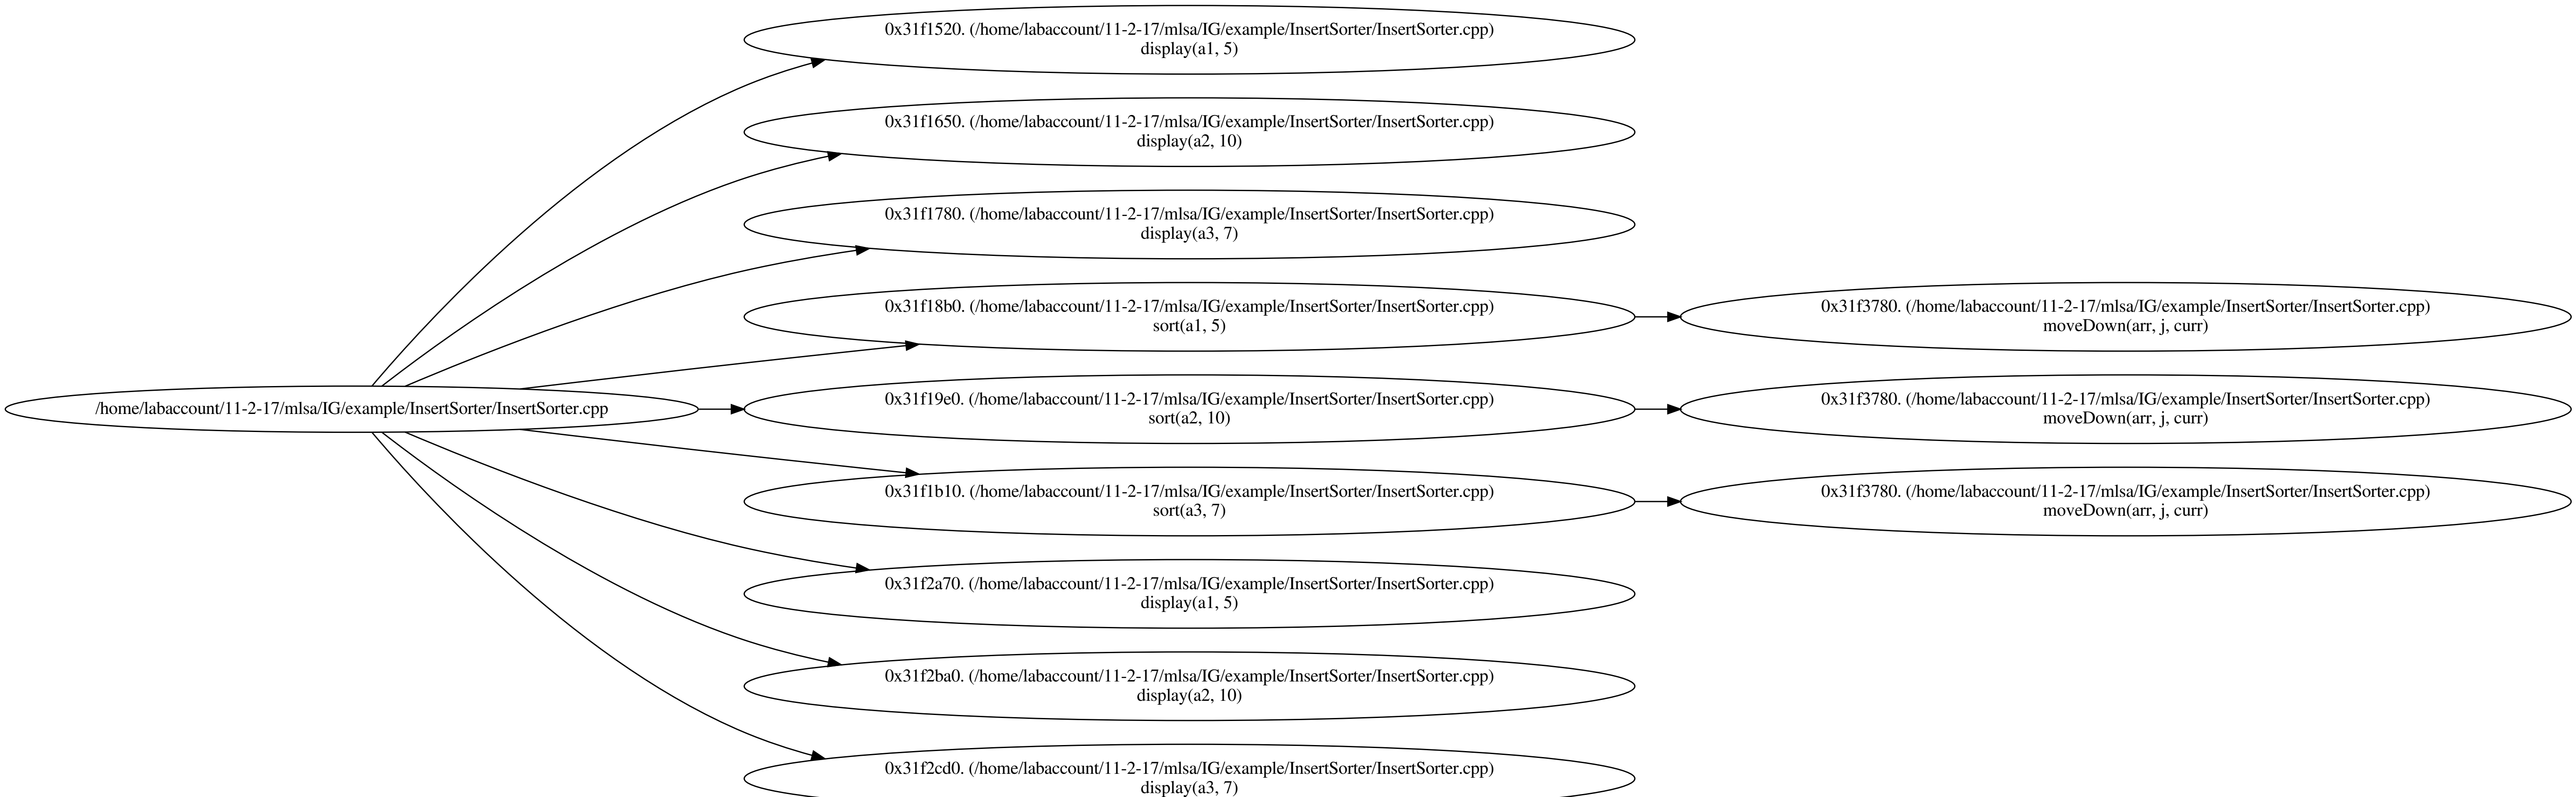 0x31f1520. (/home/labaccount/11-2-17/mlsa/IG/example/InsertSorter/InsertSorter.cpp)
display(a1, 5)
0x31f1650. (/home/labaccount/11-2-17/mlsa/IG/example/InsertSorter/InsertSorter.cpp)
display(a2, 10)
0x31f1780. (/home/labaccount/11-2-17/mlsa/IG/example/InsertSorter/InsertSorter.cpp)
display(a3, 7)
0x31f18b0. (/home/labaccount/11-2-17/mlsa/IG/example/InsertSorter/InsertSorter.cpp)
sort(a1, 5)
0x31f3780. (/home/labaccount/11-2-17/mlsa/IG/example/InsertSorter/InsertSorter.cpp)
moveDown(arr, j, curr)
/home/labaccount/11-2-17/mlsa/IG/example/InsertSorter/InsertSorter.cpp
0x31f19e0. (/home/labaccount/11-2-17/mlsa/IG/example/InsertSorter/InsertSorter.cpp)
sort(a2, 10)
0x31f3780. (/home/labaccount/11-2-17/mlsa/IG/example/InsertSorter/InsertSorter.cpp)
moveDown(arr, j, curr)
0x31f1b10. (/home/labaccount/11-2-17/mlsa/IG/example/InsertSorter/InsertSorter.cpp)
sort(a3, 7)
0x31f3780. (/home/labaccount/11-2-17/mlsa/IG/example/InsertSorter/InsertSorter.cpp)
moveDown(arr, j, curr)
0x31f2a70. (/home/labaccount/11-2-17/mlsa/IG/example/InsertSorter/InsertSorter.cpp)
display(a1, 5)
0x31f2ba0. (/home/labaccount/11-2-17/mlsa/IG/example/InsertSorter/InsertSorter.cpp)
display(a2, 10)
0x31f2cd0. (/home/labaccount/11-2-17/mlsa/IG/example/InsertSorter/InsertSorter.cpp)
display(a3, 7)